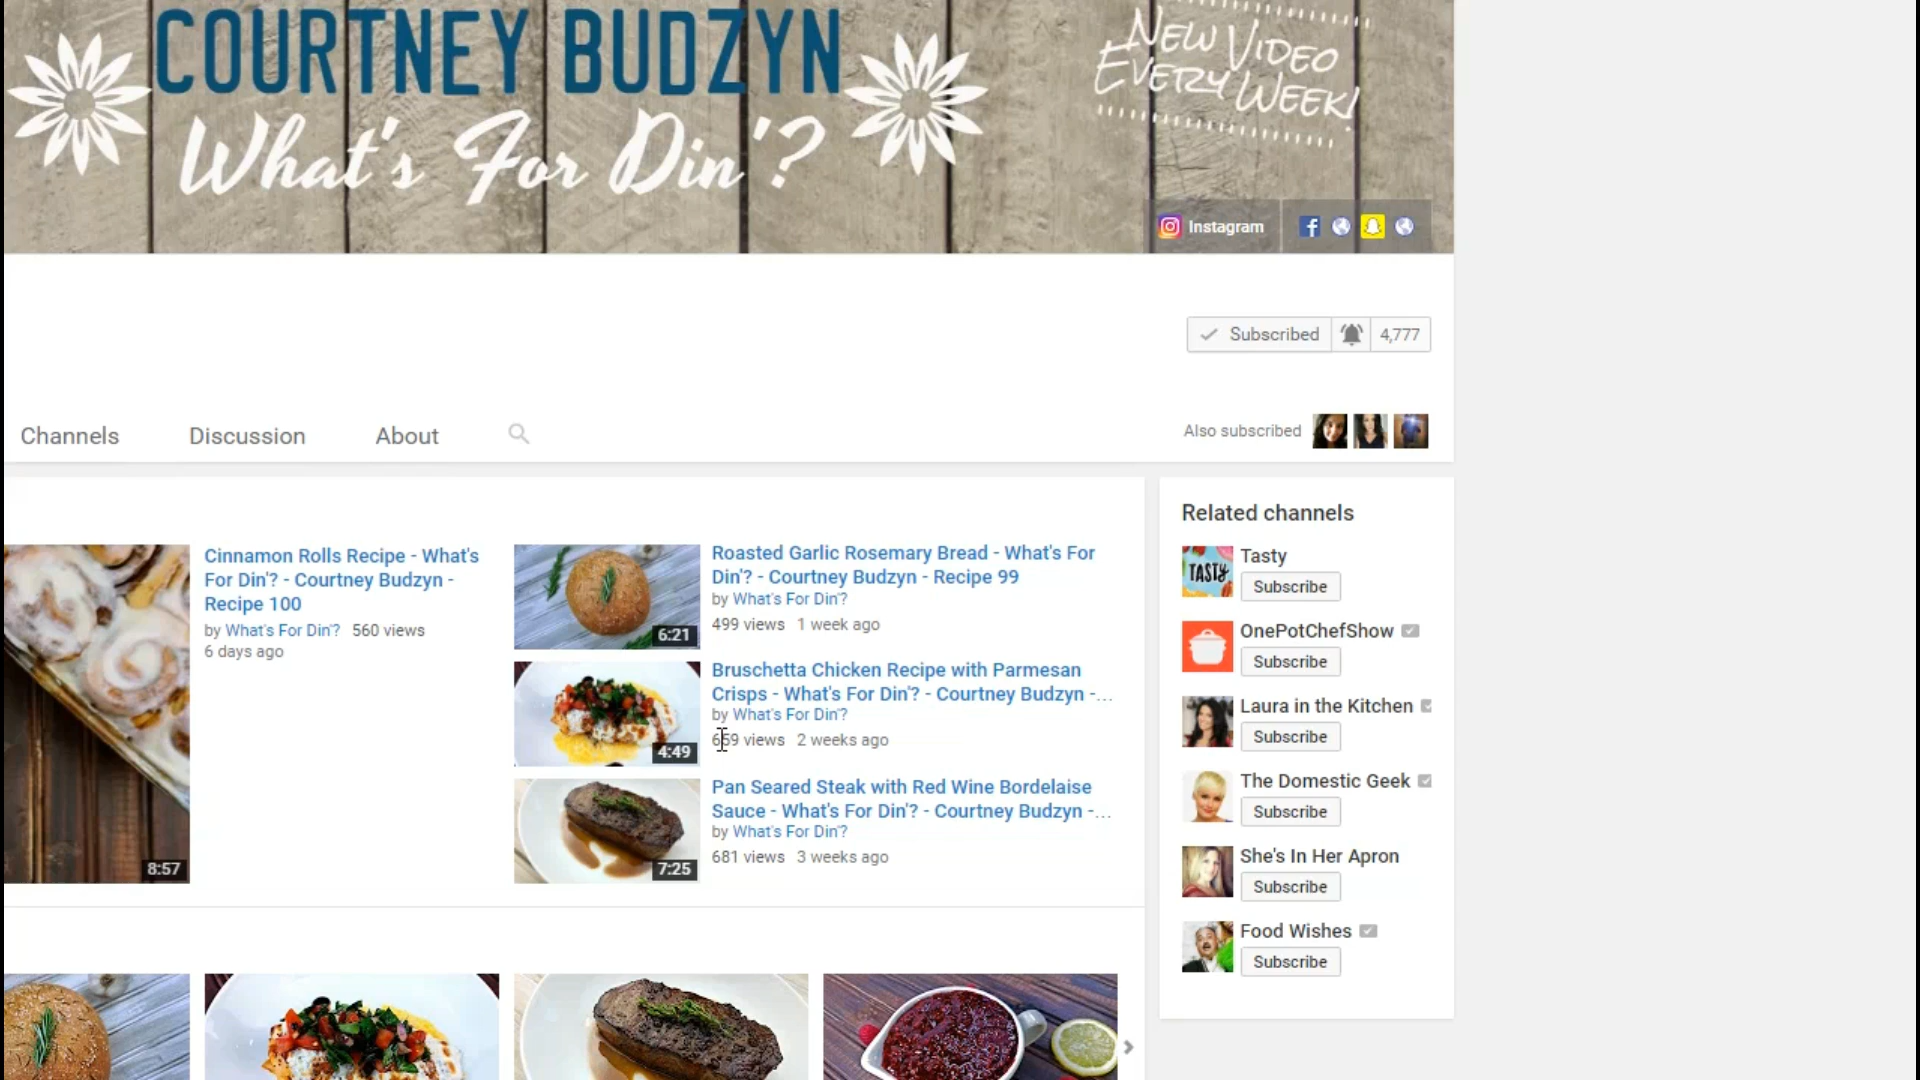 COURTNEY BUDZYN
What's For Din'?
NEW VIDEO
EVERY WEEK!
Instagram
Subscribed 4,777
Channels Discussion About
Also subscribed
Cinnamon Rolls Recipe - What's
For Din'? - Courtney Budzyn -
Recipe 100
by What's For Din'? 560 views
6 days ago
8:57
Roasted Garlic Rosemary Bread - What's For
Din'? - Courtney Budzyn - Recipe 99
by What's For Din'?
499 views 1 week ago
6:21
Bruschetta Chicken Recipe with Parmesan
Crisps - What's For Din'? - Courtney Budzyn -...
by What's For Din'?
659 views 2 weeks ago
4:49
Pan Seared Steak with Red Wine Bordelaise
Sauce - What's For Din'? - Courtney Budzyn -...
by What's For Din'?
681 views 3 weeks ago
7:25
Related channels
TASTY
Tasty
Subscribe
OnePotChefShow
Subscribe
Laura in the Kitchen
Subscribe
The Domestic Geek
Subscribe
She's In Her Apron
Subscribe
Food Wishes
Subscribe